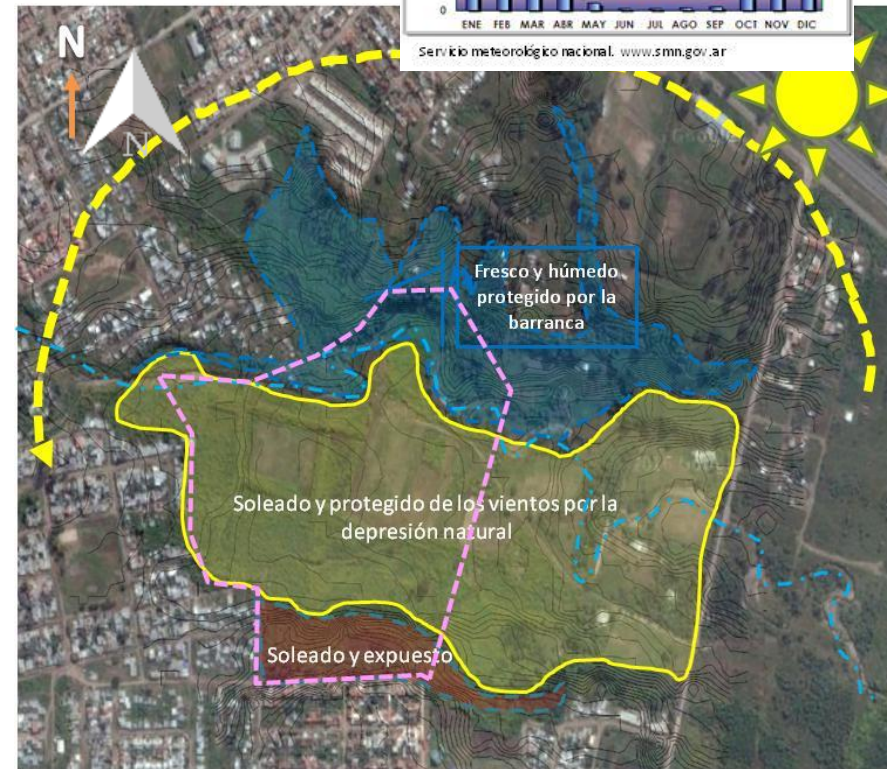 0
ENE FEB MAR ABR MAY JUN JUL AGO SEP OCT NOV DIC
Servicio meteorológico nacional. www.smn.gov.ar
N
N
Fresco y húmedo
protegido por la
barranca
Soleado y protegido de los vientos por la
depresión natural
Soleado y expuesto